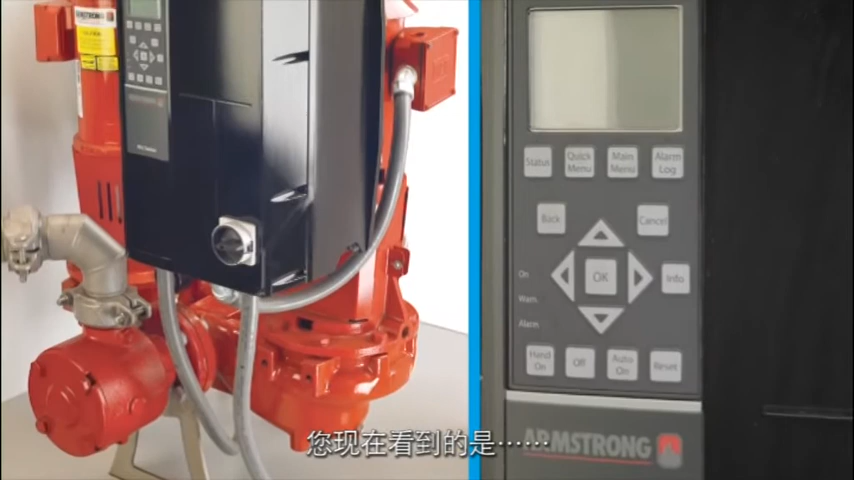 ARMSTRONG
Status
Quick Menu
Main Menu
Alarm Log
Back
Cancel
OK
Info
On
Warn.
Alarm
Hand On
Off
Auto On
Reset
ARMSTRONG
您现在看到的是……